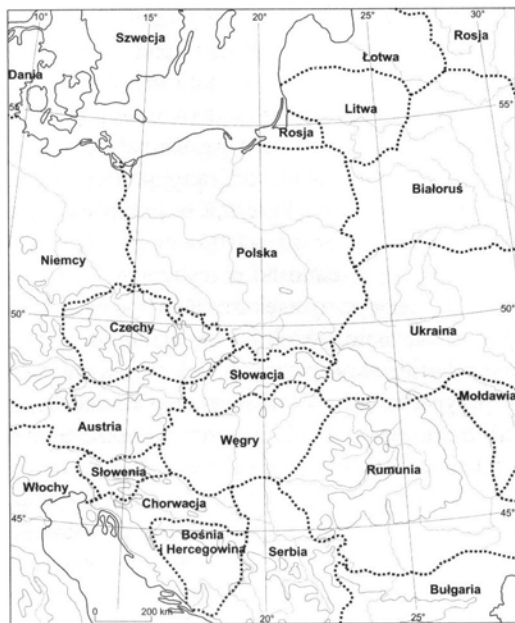 10°
15°
20°
25°
30°
Szwecja
Rosja
Łotwa
Dania
55°
55°
Litwa
Rosja
Białoruś
Polska
Niemcy
50°
50°
Czechy
Ukraina
Słowacja
Mołdawia
Austria
Węgry
Rumunia
Słowenia
Włochy
Chorwacja
45°
45°
Bośnia
i Hercegowina
Serbia
Bułgaria
0
200 km
15°
20°
25°